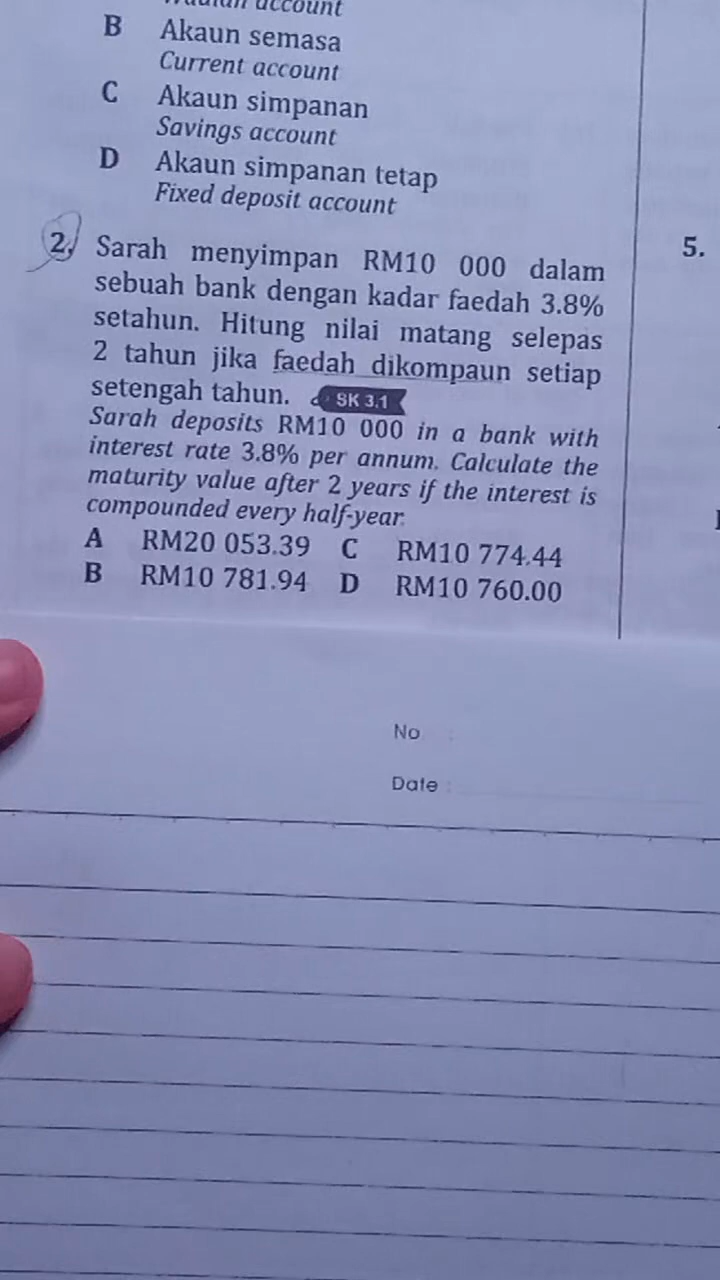 account
B Akaun semasa
Current account
C Akaun simpanan
Savings account
D Akaun simpanan tetap
Fixed deposit account
2. Sarah menyimpan RM10 000 dalam
sebuah bank dengan kadar faedah 3.8%
setahun. Hitung nilai matang selepas
2 tahun jika faedah dikompaun setiap
setengah tahun. SK 3.1
Sarah deposits RM10 000 in a bank with
interest rate 3.8% per annum. Calculate the
maturity value after 2 years if the interest is
compounded every half-year.
A RM20 053.39 C RM10 774.44
B RM10 781.94 D RM10 760.00
5.
No :
Date :